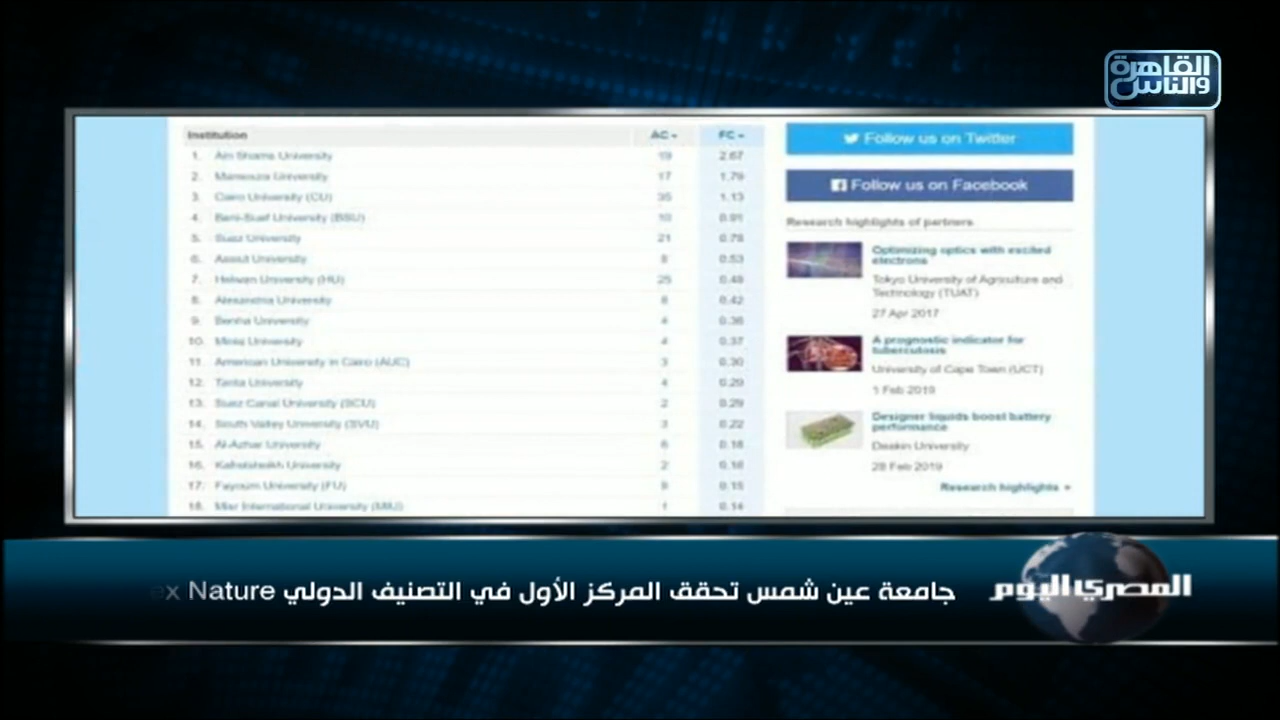 القاهرة
والناس
Institution AC FC
1. Ain Shams University 19 2.67
2. Mansoura University 17 1.79
3. Cairo University (CU) 35 1.13
4. Beni-Suef University (BSU) 10 0.91
5. Suez University 21 0.78
6. Assiut University 8 0.53
7. Helwan University (HU) 25 0.49
8. Alexandria University 8 0.42
9. Benha University 4 0.38
10. Minia University 4 0.37
11. American University in Cairo (AUC) 3 0.30
12. Tanta University 4 0.29
13. Suez Canal University (SCU) 2 0.29
14. South Valley University (SVU) 3 0.22
15. Al-Azhar University 6 0.18
16. Kafrelsheikh University 2 0.18
17. Fayoum University (FU) 9 0.15
18. Misr International University (MIU) 1 0.14
Follow us on Twitter
Follow us on Facebook
Research highlights of partners
Optimizing optics with excited
electrons
Tokyo University of Agriculture and
Technology (TUAT)
27 Apr 2017
A prognostic indicator for
tuberculosis
University of Cape Town (UCT)
1 Feb 2019
Designer liquids boost battery
performance
Deakin University
28 Feb 2019
Research highlights
المصري اليوم
جامعة عين شمس تحقق المركز الأول في التصنيف الدولي ex Nature